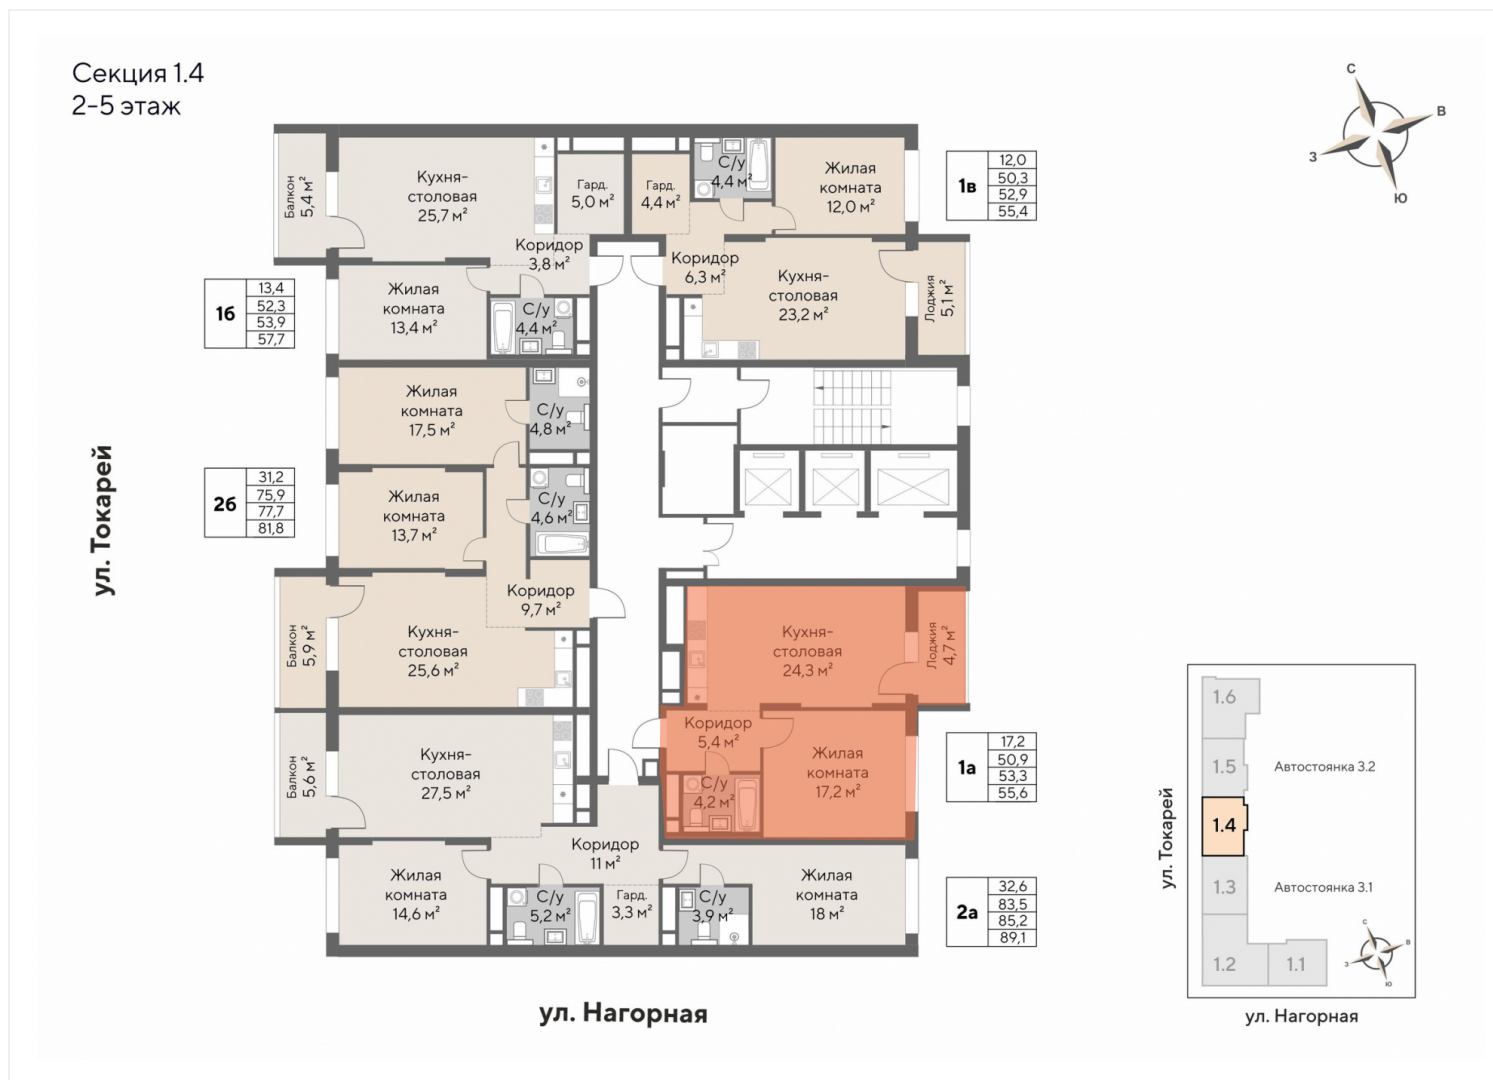 Секция 1.4
2-5 этаж
С
В
З
Ю
Балкон
5,4 м²
Кухня-
столовая
25,7 м²
Гард.
5,0 м²
Гард.
4,4 м²
С/у
4,4 м²
Жилая
комната
12,0 м²
1в
12,0
50,3
52,9
55,4
Коридор
3,8 м²
Коридор
6,3 м²
Кухня-
столовая
23,2 м²
Лоджия
5,1 м²
1б
13,4
52,3
53,9
57,7
Жилая
комната
13,4 м²
С/у
4,4 м²
Жилая
комната
17,5 м²
С/у
4,8 м²
ул. Токарей
2б
31,2
75,9
77,7
81,8
Жилая
комната
13,7 м²
С/у
4,6 м²
Коридор
9,7 м²
Балкон
5,9 м²
Кухня-
столовая
25,6 м²
Кухня-
столовая
24,3 м²
Лоджия
4,7 м²
Коридор
5,4 м²
Жилая
комната
17,2 м²
С/у
4,2 м²
1а
17,2
50,9
53,3
55,6
Балкон
5,6 м²
Кухня-
столовая
27,5 м²
Коридор
11 м²
Жилая
комната
14,6 м²
С/у
5,2 м²
Гард.
3,3 м²
С/у
3,9 м²
Жилая
комната
18 м²
2а
32,6
83,5
85,2
89,1
ул. Нагорная
1.6
1.5
Автостоянка 3.2
1.4
1.3
Автостоянка 3.1
1.2
1.1
С
В
З
Ю
ул. Токарей
ул. Нагорная